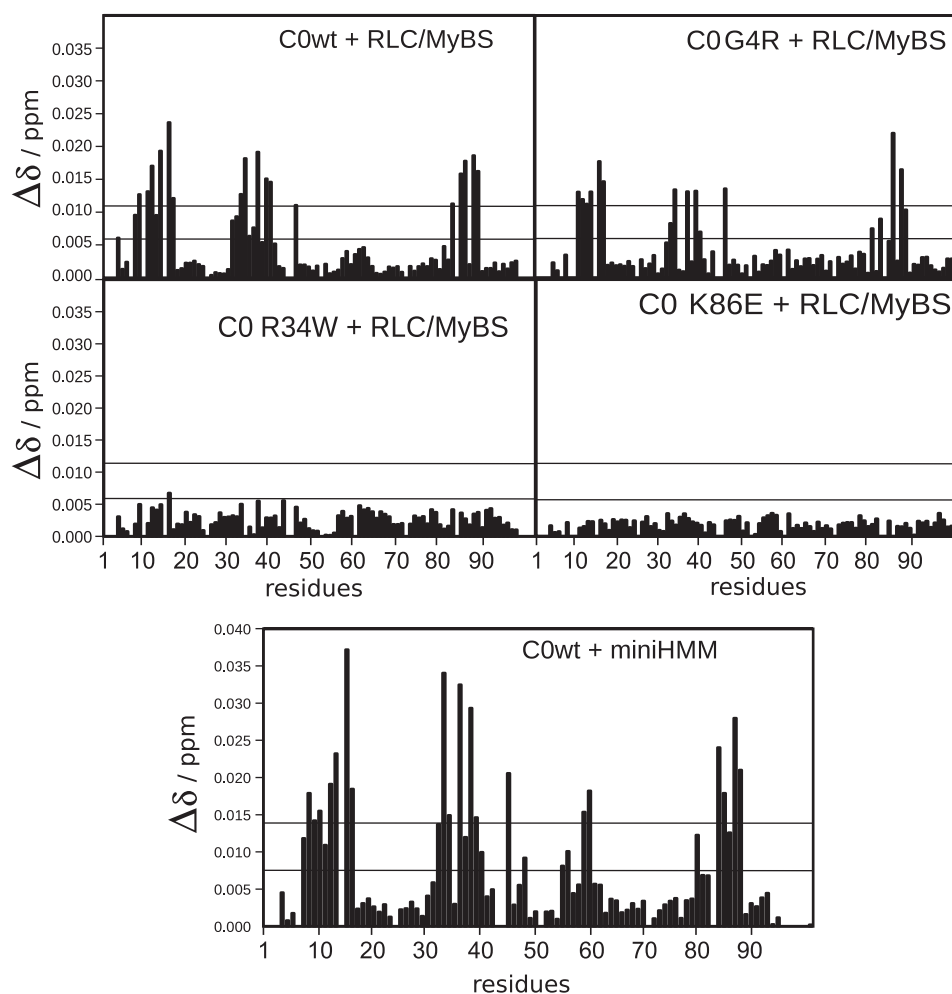 C0wt + RLC/MyBS
C0 G4R + RLC/MyBS
Δδ / ppm
0.035
0.030
0.025
0.020
0.015
0.010
0.005
0.000
C0 R34W + RLC/MyBS
C0 K86E + RLC/MyBS
Δδ / ppm
0.035
0.030
0.025
0.020
0.015
0.010
0.005
0.000
1 10 20 30 40 50 60 70 80 90
1 10 20 30 40 50 60 70 80 90
residues
residues
C0wt + miniHMM
Δδ / ppm
0.040
0.035
0.030
0.025
0.020
0.015
0.010
0.005
0.000
1 10 20 30 40 50 60 70 80 90
residues